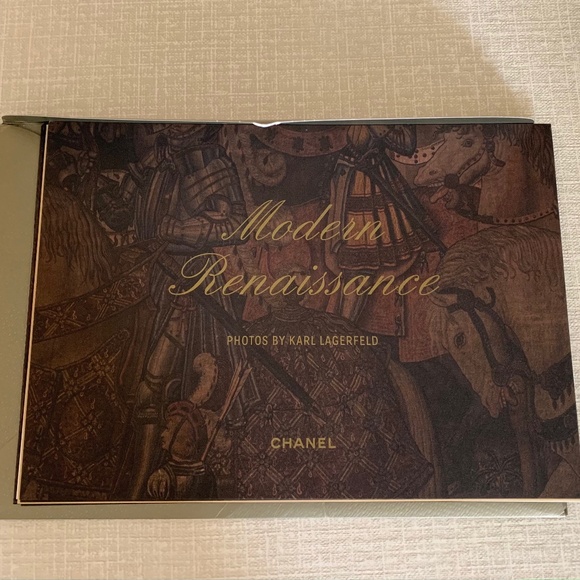 Modern
Renaissance
PHOTOS BY KARL LAGERFELD
CHANEL